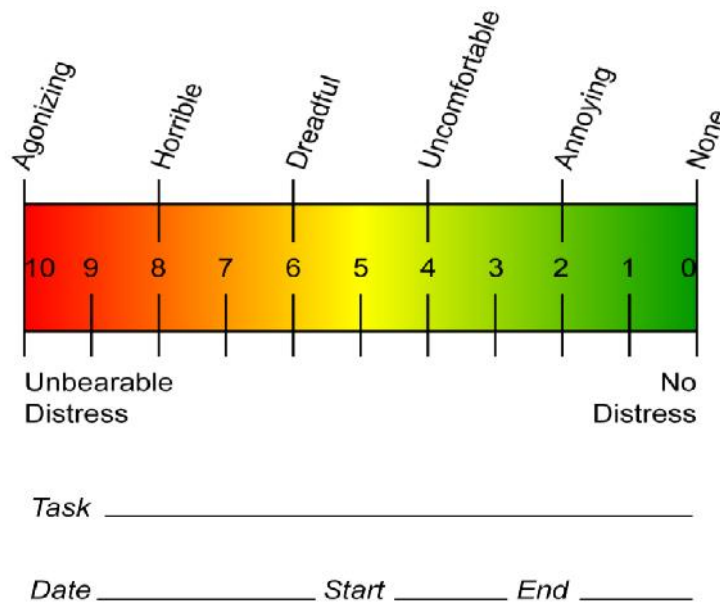 Agonizing Horrible Dreadful Uncomfortable Annoying None
10 9 8 7 6 5 4 3 2 1 0
Unbearable No
Distress Distress
Task
Date Start End